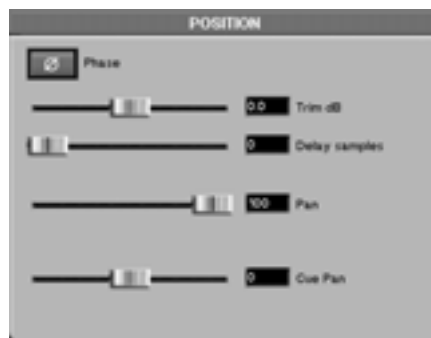 POSITION
Ø Phase
0.0 Trim dB
0 Delay samples
100 Pan
0 Cue Pan